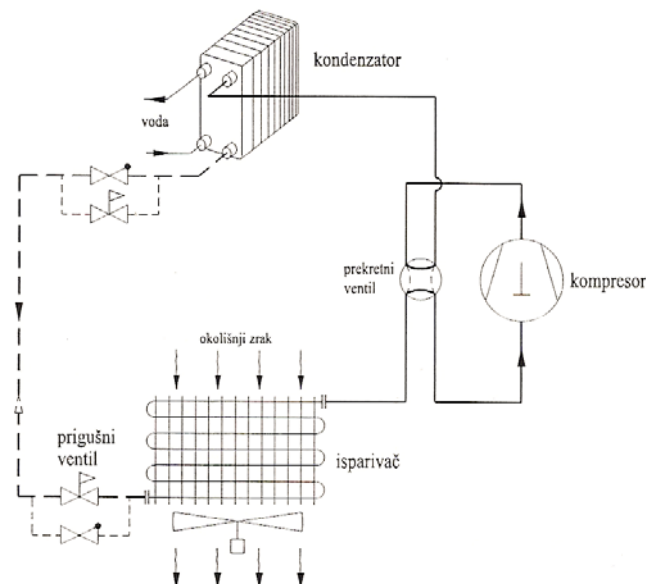 kondenzator
voda
prekretni
ventil
kompresor
okolišnji zrak
prigušni
ventil
isparivač